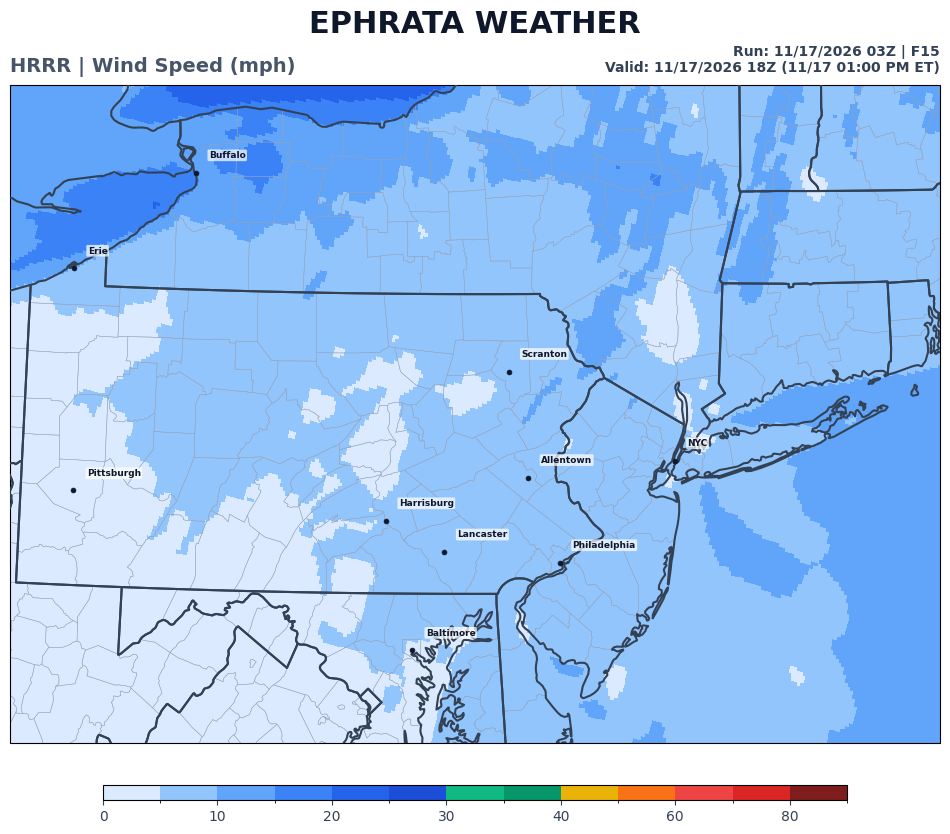 EPHRATA WEATHER
HRRR | Wind Speed (mph)
Run: 11/17/2026 03Z | F15
Valid: 11/17/2026 18Z (11/17 01:00 PM ET)
Buffalo
Erie
Scranton
NYC
Allentown
Pittsburgh
Harrisburg
Lancaster
Philadelphia
Baltimore
0 10 20 30 40 50 60 70 80